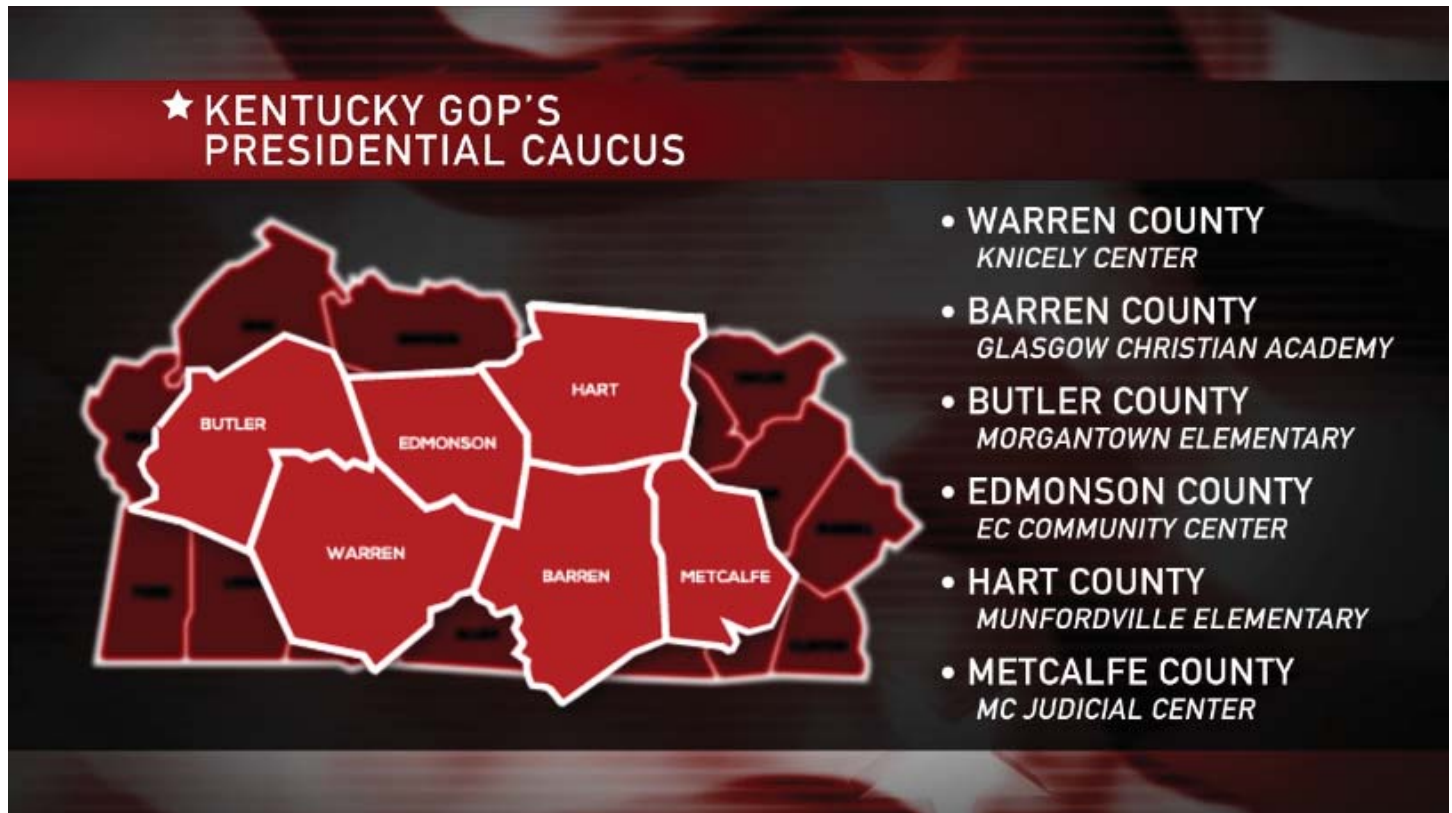 ★ KENTUCKY GOP'S
PRESIDENTIAL CAUCUS
• WARREN COUNTY
KNICELY CENTER
• BARREN COUNTY
GLASGOW CHRISTIAN ACADEMY
• BUTLER COUNTY
MORGANTOWN ELEMENTARY
• EDMONSON COUNTY
EC COMMUNITY CENTER
• HART COUNTY
MUNFORDVILLE ELEMENTARY
• METCALFE COUNTY
MC JUDICIAL CENTER
HART
BUTLER
EDMONSON
WARREN
BARREN
METCALFE